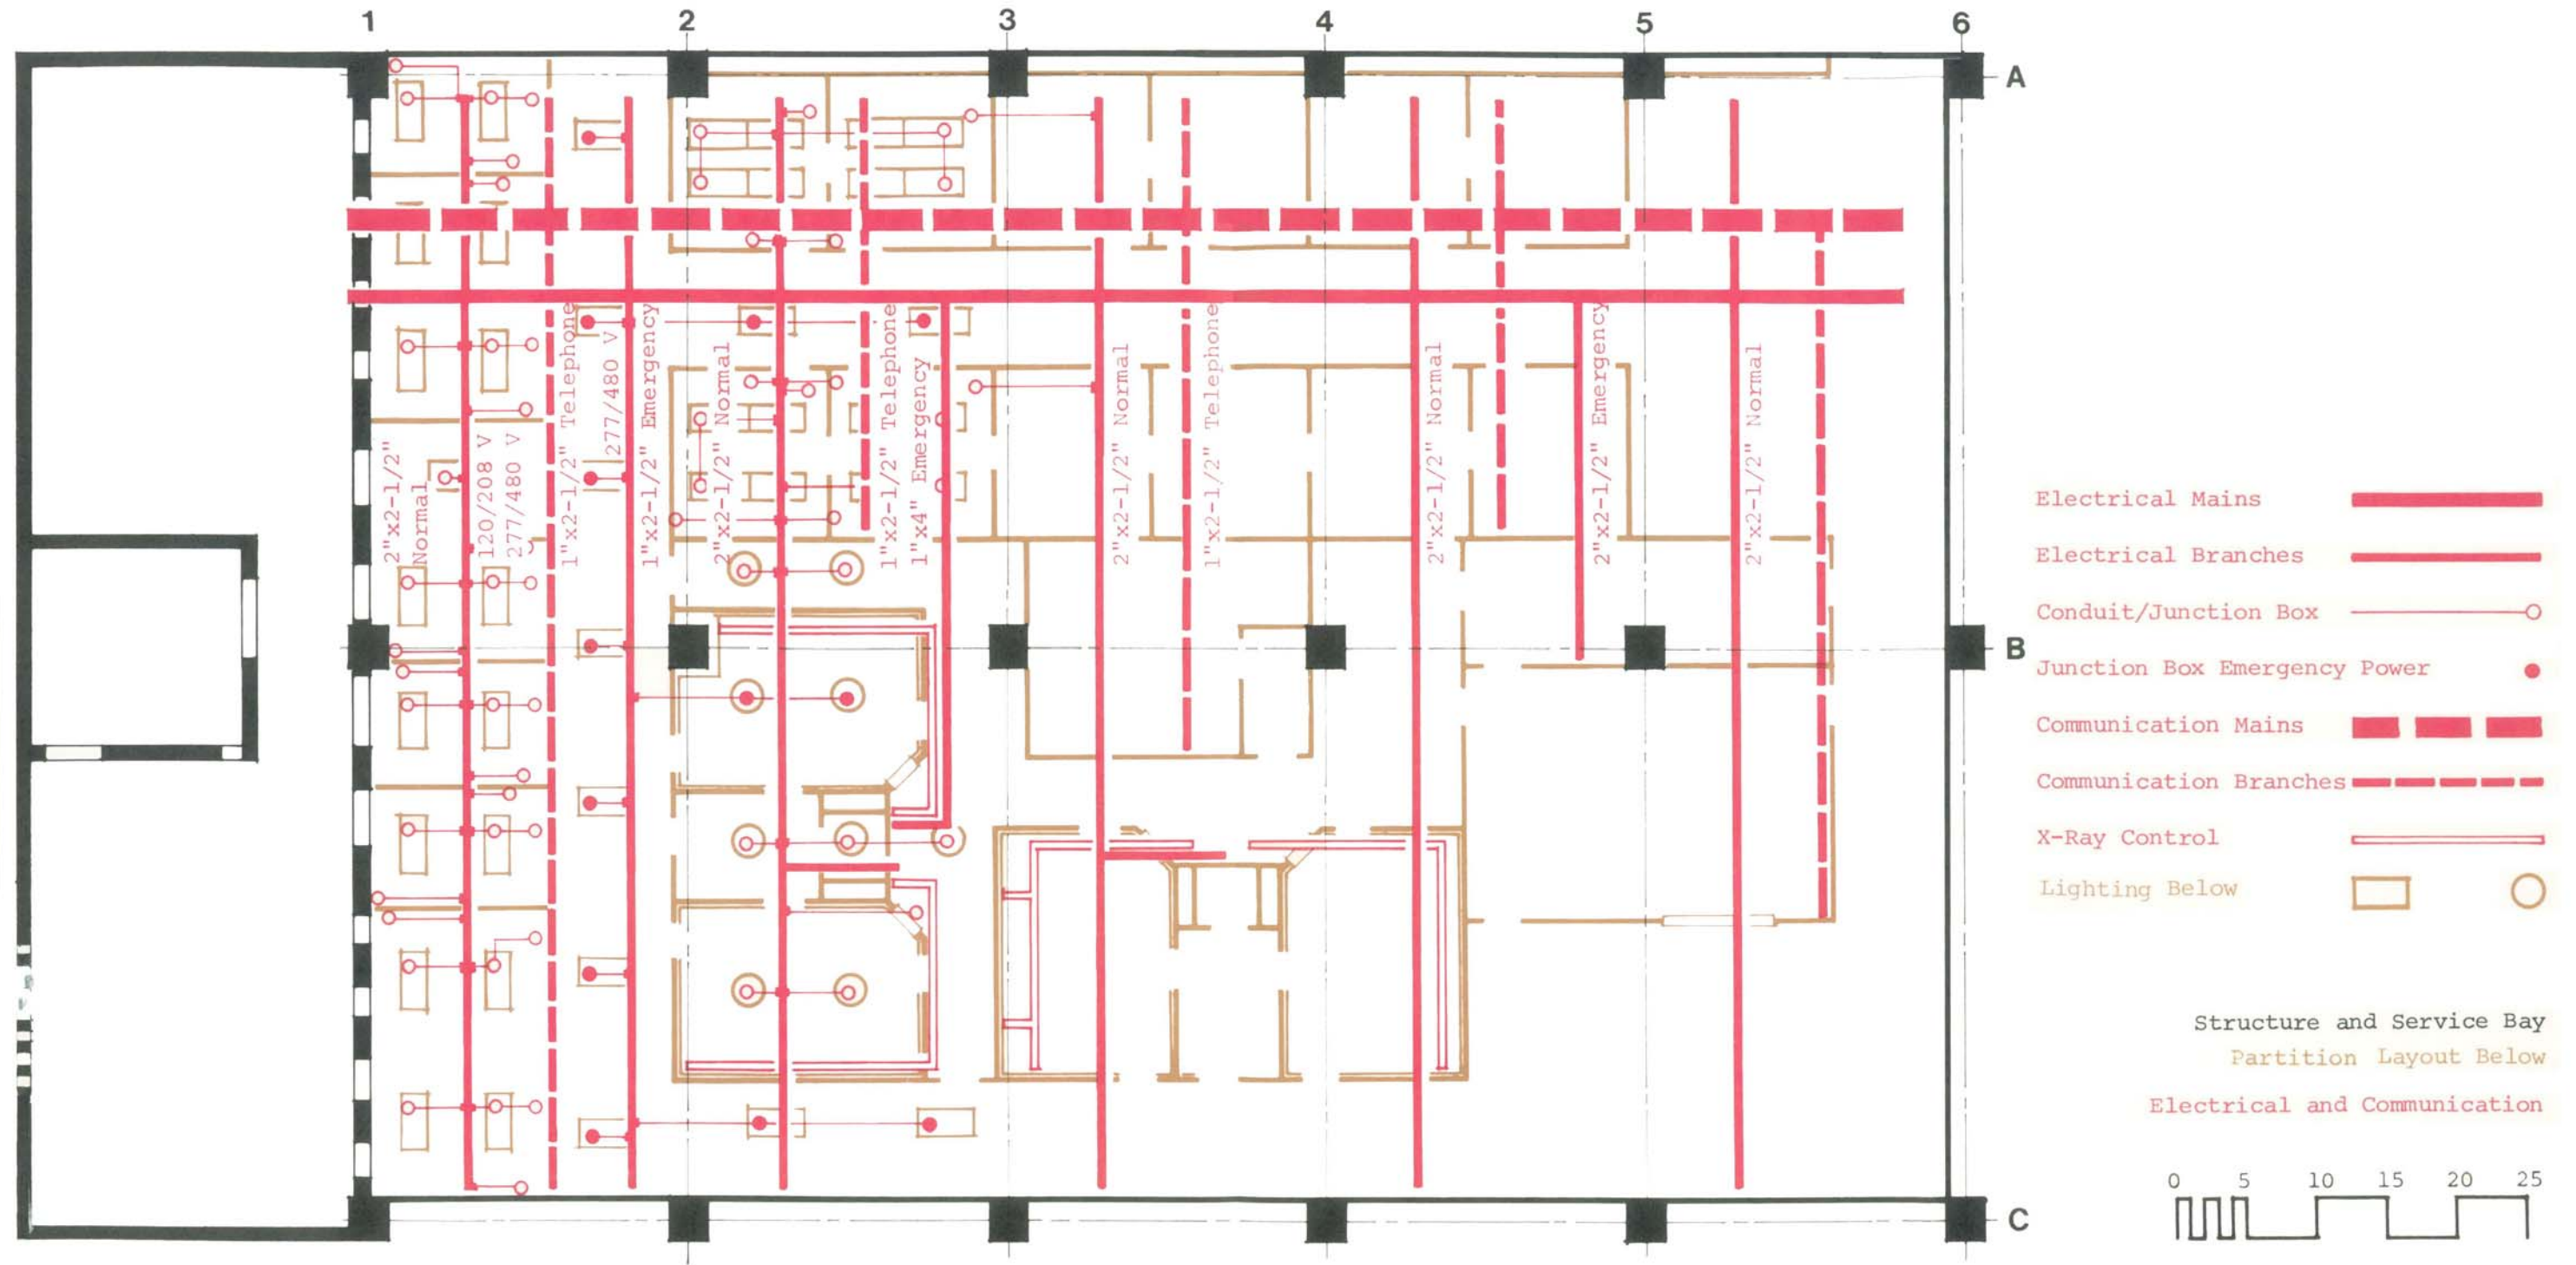 1 2 3 4 5 6
A
B
C
2"x2-1/2"
Normal
120/208 V
277/480 V
1"x2-1/2" Telephone
277/480 V
1"x2-1/2" Emergency
2"x2-1/2" Normal
1"x2-1/2" Telephone
1"x4" Emergency
2"x2-1/2" Normal
1"x2-1/2" Telephone
2"x2-1/2" Normal
2"x2-1/2" Emergency
2"x2-1/2" Normal
Electrical Mains
Electrical Branches
Conduit/Junction Box
Junction Box Emergency Power
Communication Mains
Communication Branches
X-Ray Control
Lighting Below
Structure and Service Bay
Partition Layout Below
Electrical and Communication
0 5 10 15 20 25